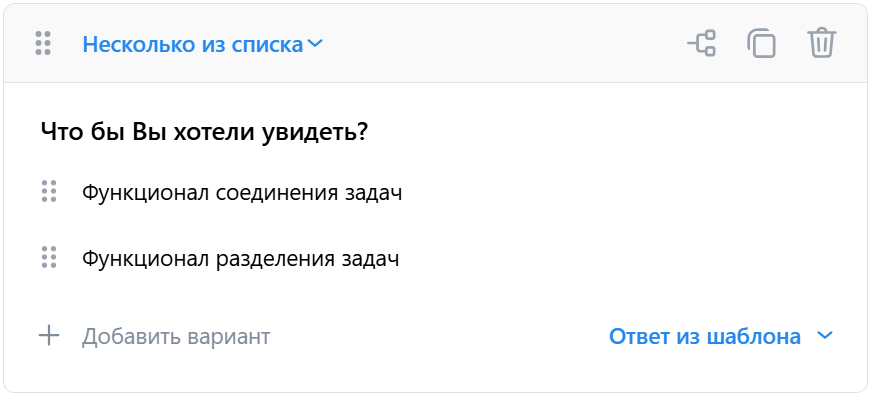 Несколько из списка
Что бы Вы хотели увидеть?
Функционал соединения задач
Функционал разделения задач
Добавить вариант
Ответ из шаблона